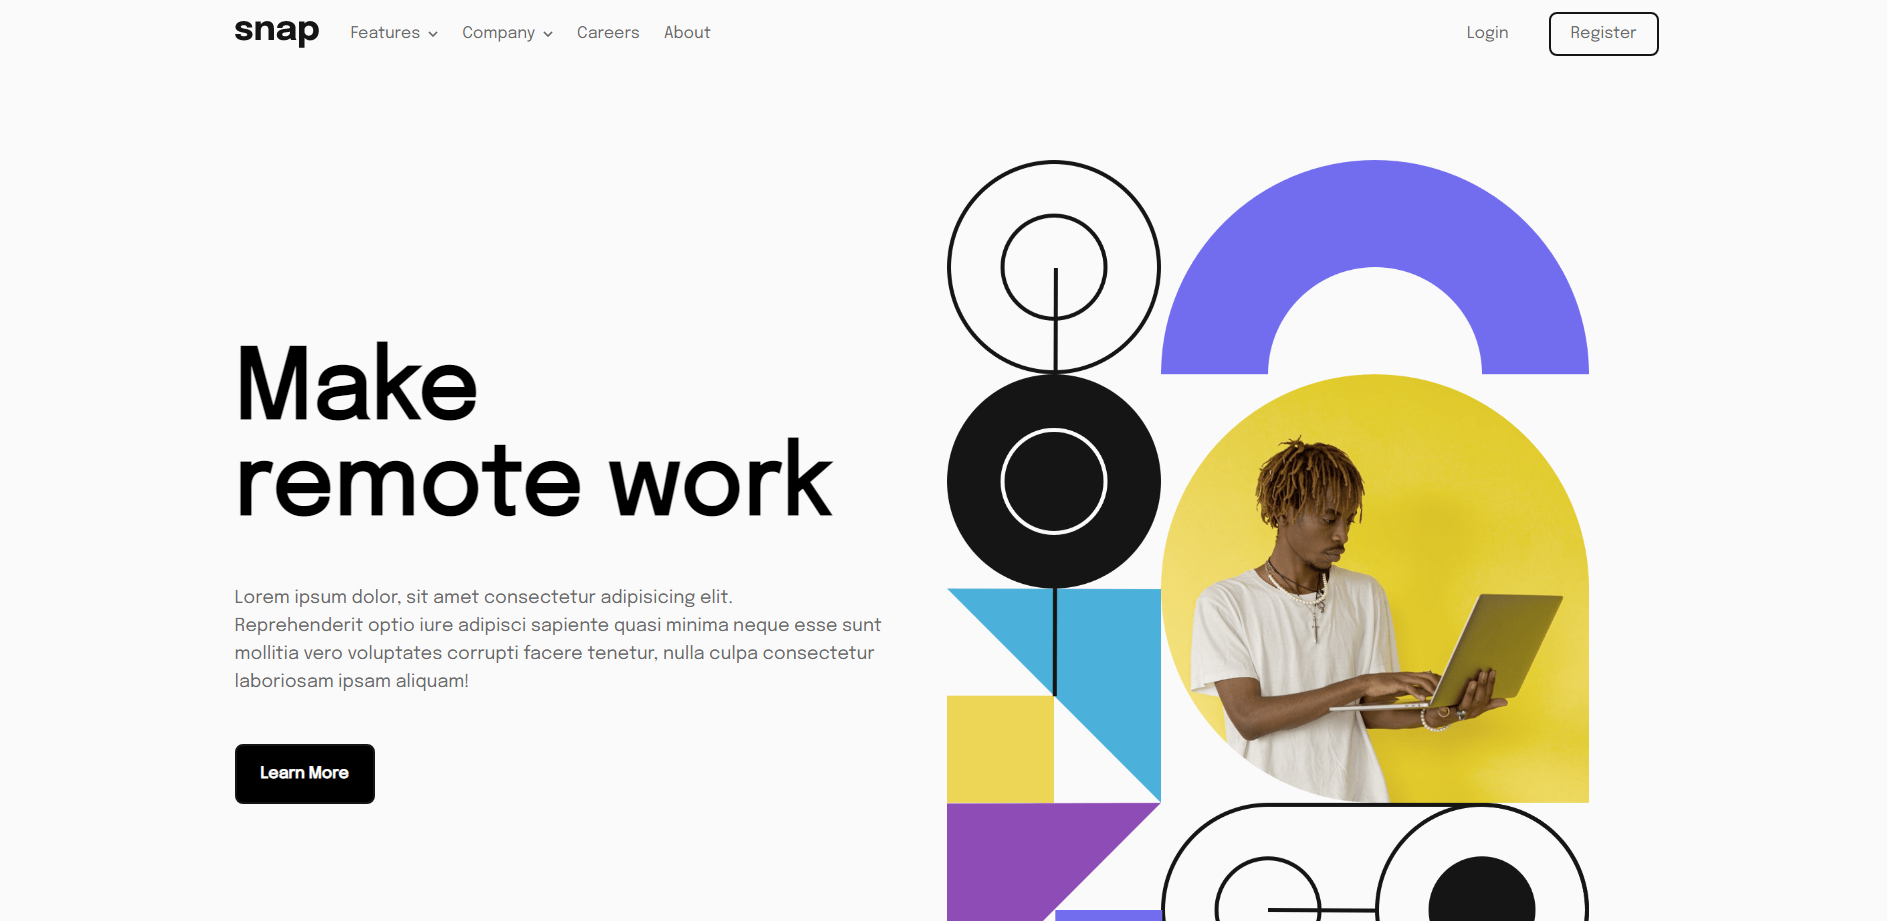 snap Features Company Careers About Login Register
Make
remote work
Lorem ipsum dolor, sit amet consectetur adipisicing elit.
Reprehenderit optio iure adipisci sapiente quasi minima neque esse sunt
mollitia vero voluptates corrupti facere tenetur, nulla culpa consectetur
laboriosam ipsam aliquam!
Learn More